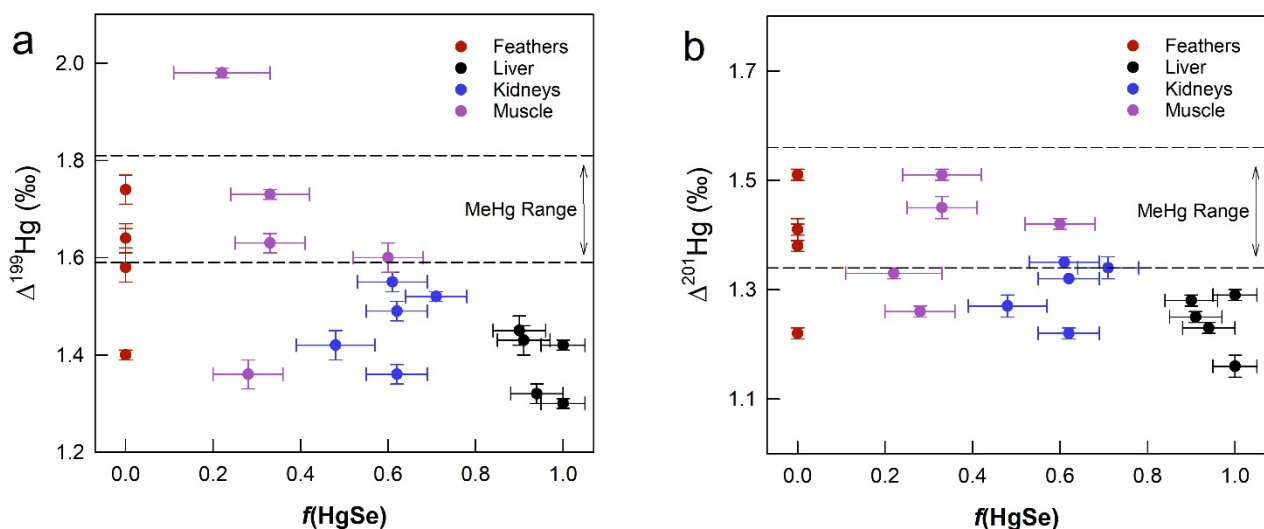 a
2.0
1.8
1.6
1.4
1.2
Δ¹⁹⁹Hg (‰)
Feathers
Liver
Kidneys
Muscle
MeHg Range
0.0 0.2 0.4 0.6 0.8 1.0
f(HgSe)
b
1.7
1.5
1.3
1.1
Δ²⁰¹Hg (‰)
Feathers
Liver
Kidneys
Muscle
MeHg Range
0.0 0.2 0.4 0.6 0.8 1.0
f(HgSe)